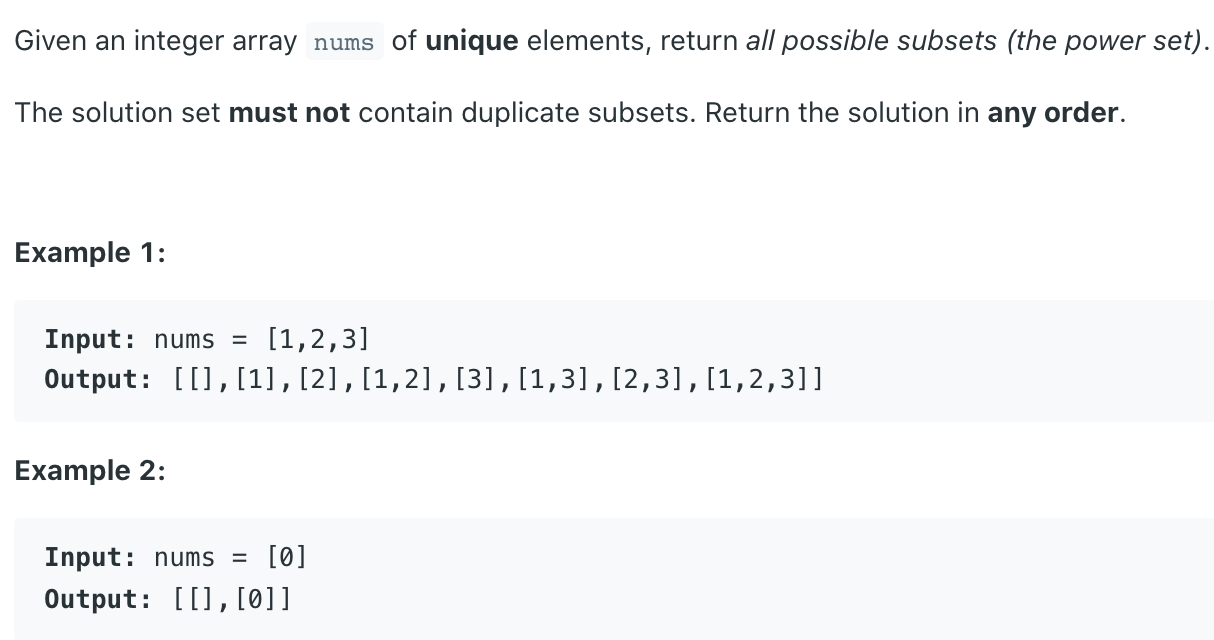 Given an integer array nums of unique elements, return all possible subsets (the power set).
The solution set must not contain duplicate subsets. Return the solution in any order.
Example 1:
Input: nums = [1,2,3]
Output: [[],[1],[2],[1,2],[3],[1,3],[2,3],[1,2,3]]
Example 2:
Input: nums = [0]
Output: [[],[0]]